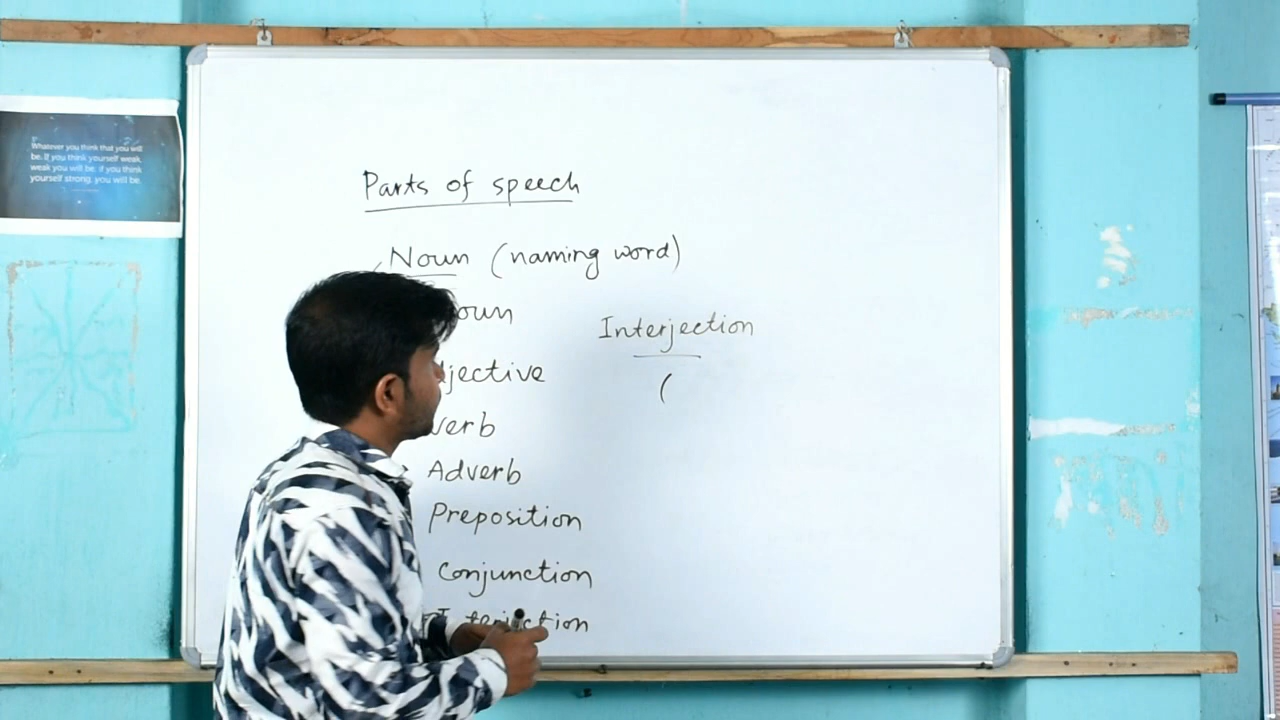 Whatever you think that you will
be. If you think yourself weak,
weak you will be; if you think
yourself strong, you will be.
Parts of speech
Noun (naming word)
oun
jective
verb
Adverb
Preposition
Conjunction
Interjection
Interjection
(